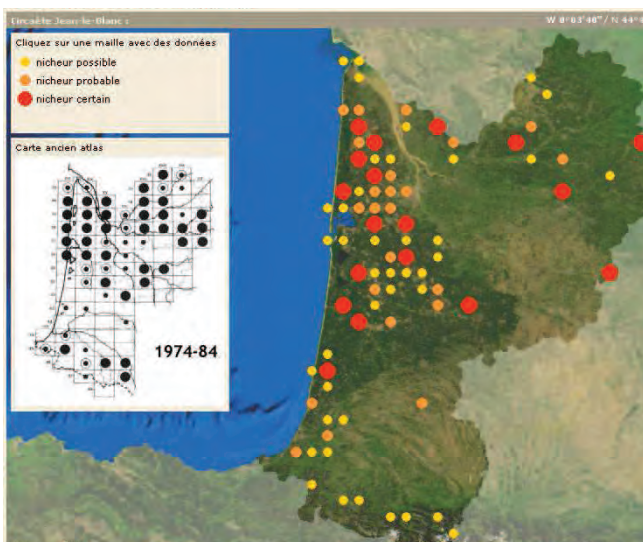 Circaète Jean-le-Blanc :
Cliquez sur une maille avec des données
nicheur possible
nicheur probable
nicheur certain
Carte ancien atlas
1974-84